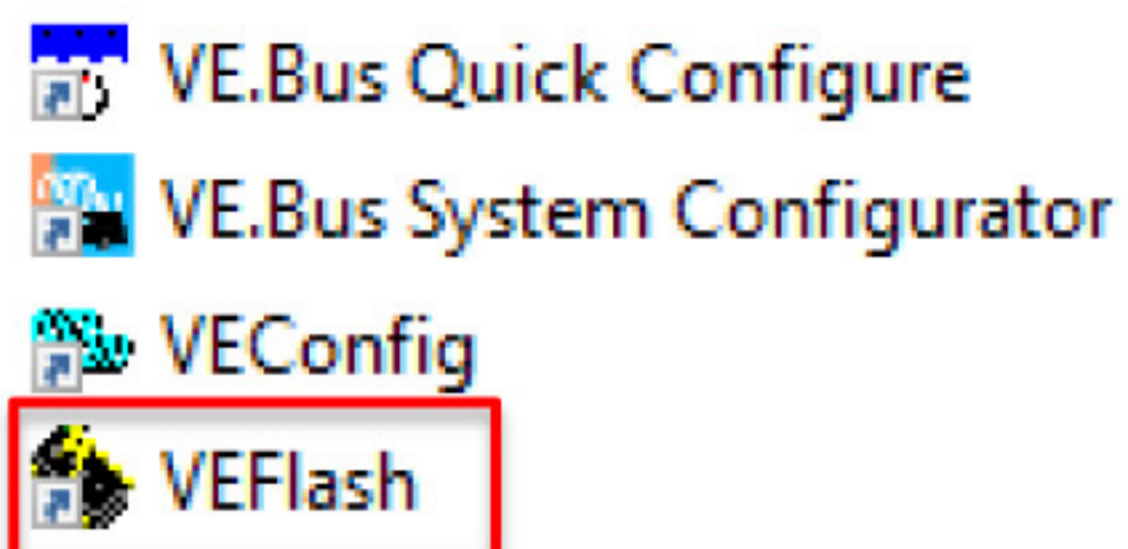 VE.Bus Quick Configure
VE.Bus System Configurator
VEConfig
VEFlash